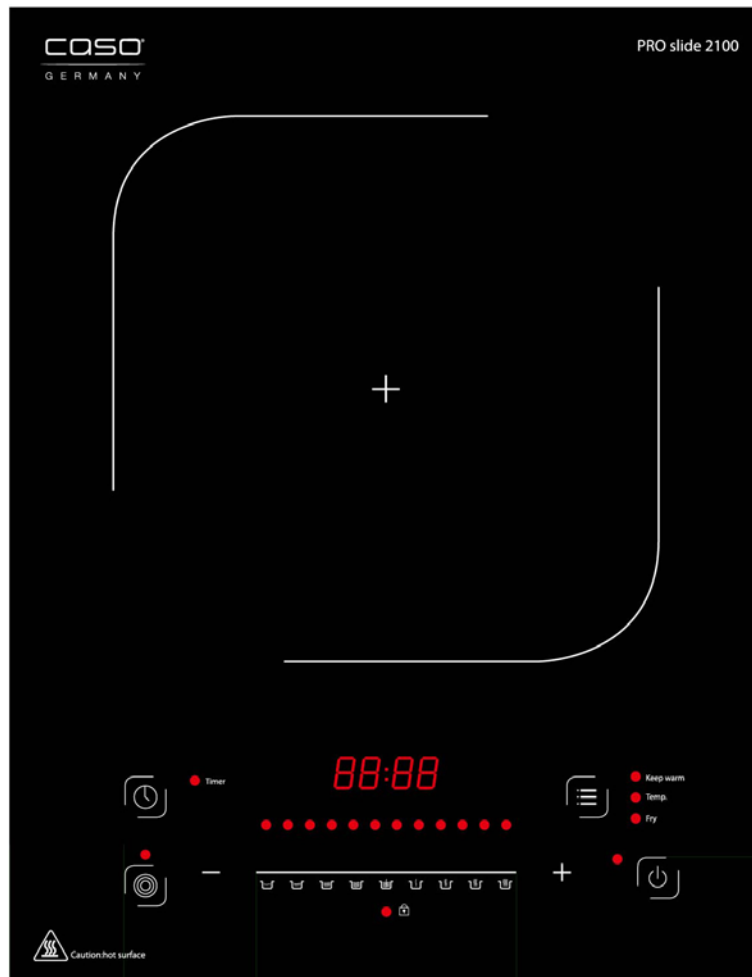 caso®
GERMANY
PRO slide 2100
88:88
Timer
Keep warm
Temp.
Fry
− +
Caution:hot surface